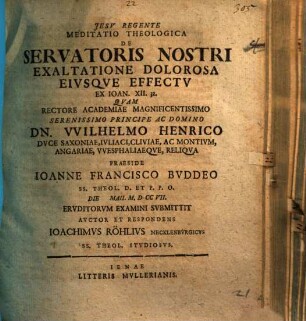 22
305
IESV REGENTE
MEDITATIO THEOLOGICA
DE
SERVATORIS NOSTRI
EXALTATIONE DOLOROSA
EIVSQVE EFFECTV
EX IOAN. XII. 32.
QVAM
RECTORE ACADEMIAE MAGNIFICENTISSIMO
SERENISSIMO PRINCIPE AC DOMINO
DN. VVILHELMO HENRICO
DVCE SAXONIAE, IVLIACI, CLIVIAE, AC MONTIVM,
ANGARIAE, VVESPHALIAEQVE, RELIQVA
PRAESIDE
IOANNE FRANCISCO BVDDEO
SS. THEOL. D. ET P. P. O.
DIE MAII. M. D CC VII.
ERVDITORVM EXAMINI SVBMITTIT
AVCTOR ET RESPONDENS
IOACHIMVS RÖHLIVS MECKLENBVRGICVS
SS. THEOL. STVDIOSVS.
IENAE
LITTERIS MVLLERIANIS.
21